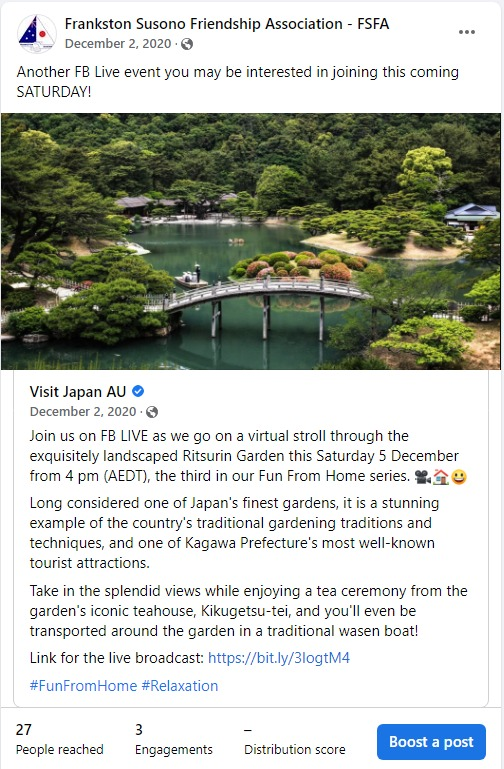 Frankston Susono Friendship Association - FSFA
December 2, 2020 ·
Another FB Live event you may be interested in joining this coming
SATURDAY!
Visit Japan AU
December 2, 2020 ·
Join us on FB LIVE as we go on a virtual stroll through the
exquisitely landscaped Ritsurin Garden this Saturday 5 December
from 4 pm (AEDT), the third in our Fun From Home series. 🎥🏠😀
Long considered one of Japan's finest gardens, it is a stunning
example of the country's traditional gardening traditions and
techniques, and one of Kagawa Prefecture's most well-known
tourist attractions.
Take in the splendid views while enjoying a tea ceremony from the
garden's iconic teahouse, Kikugetsu-tei, and you'll even be
transported around the garden in a traditional wasen boat!
Link for the live broadcast: https://bit.ly/3logtM4
#FunFromHome #Relaxation
27
People reached
3
Engagements
–
Distribution score
Boost a post